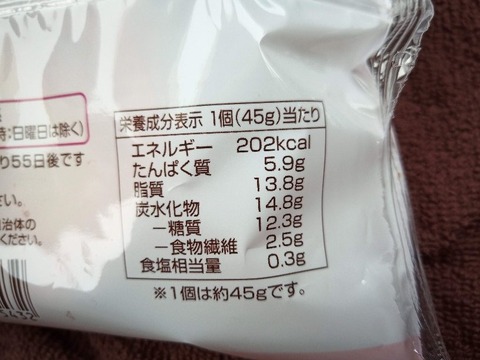 時:日曜日は除く)
り55日後です
さい。
治体の
ください。
栄養成分表示 1個(45g)当たり
エネルギー 202kcal
たんぱく質 5.9g
脂質 13.8g
炭水化物 14.8g
－糖質 12.3g
－食物繊維 2.5g
食塩相当量 0.3g
※1個は約45gです。